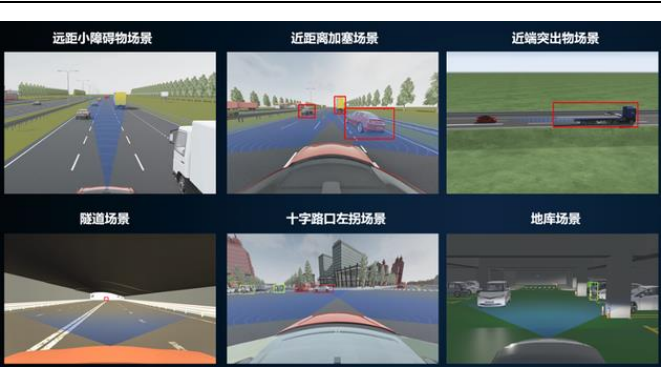 远距小障碍物场景
近距离加塞场景
近端突出物场景
隧道场景
十字路口左拐场景
地库场景